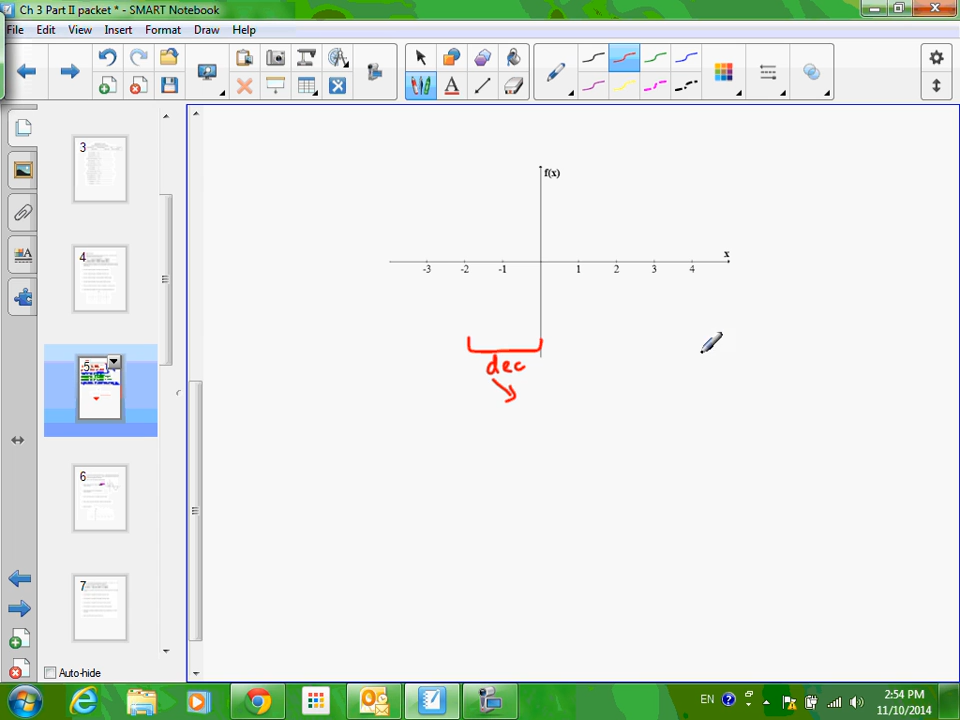 Ch 3 Part II packet * - SMART Notebook
File Edit View Insert Format Draw Help
3
4
5
6
7
f(x)
x
-3 -2 -1 1 2 3 4
dec
Auto-hide
EN
2:54 PM
11/10/2014